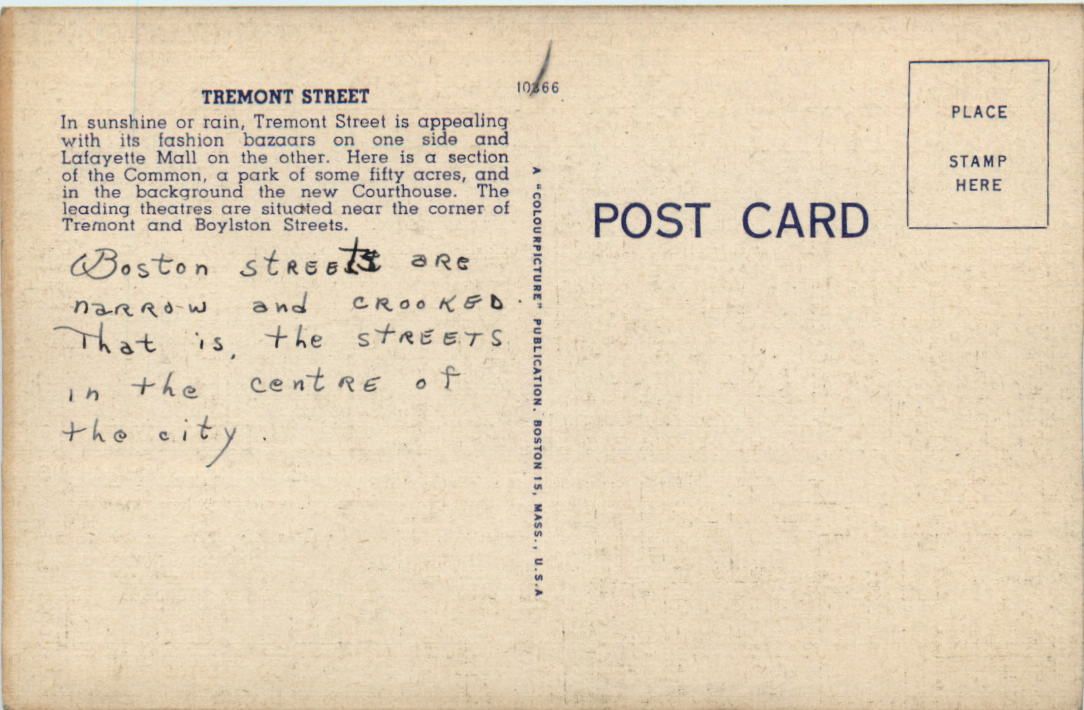 TREMONT STREET
In sunshine or rain, Tremont Street is appealing
with its fashion bazaars on one side and
Lafayette Mall on the other. Here is a section
of the Common, a park of some fifty acres, and
in the background the new Courthouse. The
leading theatres are situated near the corner of
Tremont and Boylston Streets.
Boston streets are
narrow and crooked.
That is, the streets
in the centre of
the city.
10366
A "COLOURPICTURE" PUBLICATION. BOSTON 15, MASS., U.S.A
POST CARD
PLACE
STAMP
HERE